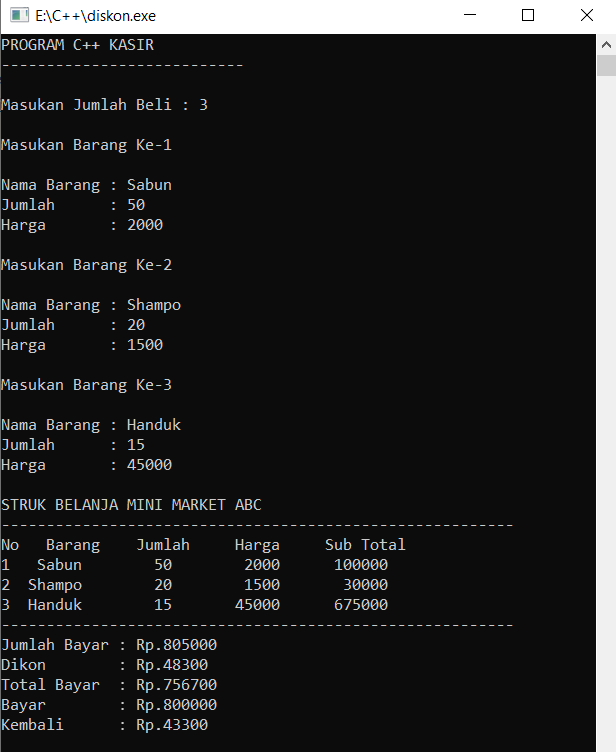 E:\C++\diskon.exe
PROGRAM C++ KASIR
---------------------------
Masukan Jumlah Beli : 3
Masukan Barang Ke-1
Nama Barang : Sabun
Jumlah      : 50
Harga       : 2000
Masukan Barang Ke-2
Nama Barang : Shampo
Jumlah      : 20
Harga       : 1500
Masukan Barang Ke-3
Nama Barang : Handuk
Jumlah      : 15
Harga       : 45000
STRUK BELANJA MINI MARKET ABC
---------------------------------------------------------
No   Barang    Jumlah     Harga     Sub Total
1   Sabun        50        2000      100000
2  Shampo        20        1500       30000
3  Handuk        15       45000      675000
---------------------------------------------------------
Jumlah Bayar : Rp.805000
Dikon        : Rp.48300
Total Bayar  : Rp.756700
Bayar        : Rp.800000
Kembali      : Rp.43300